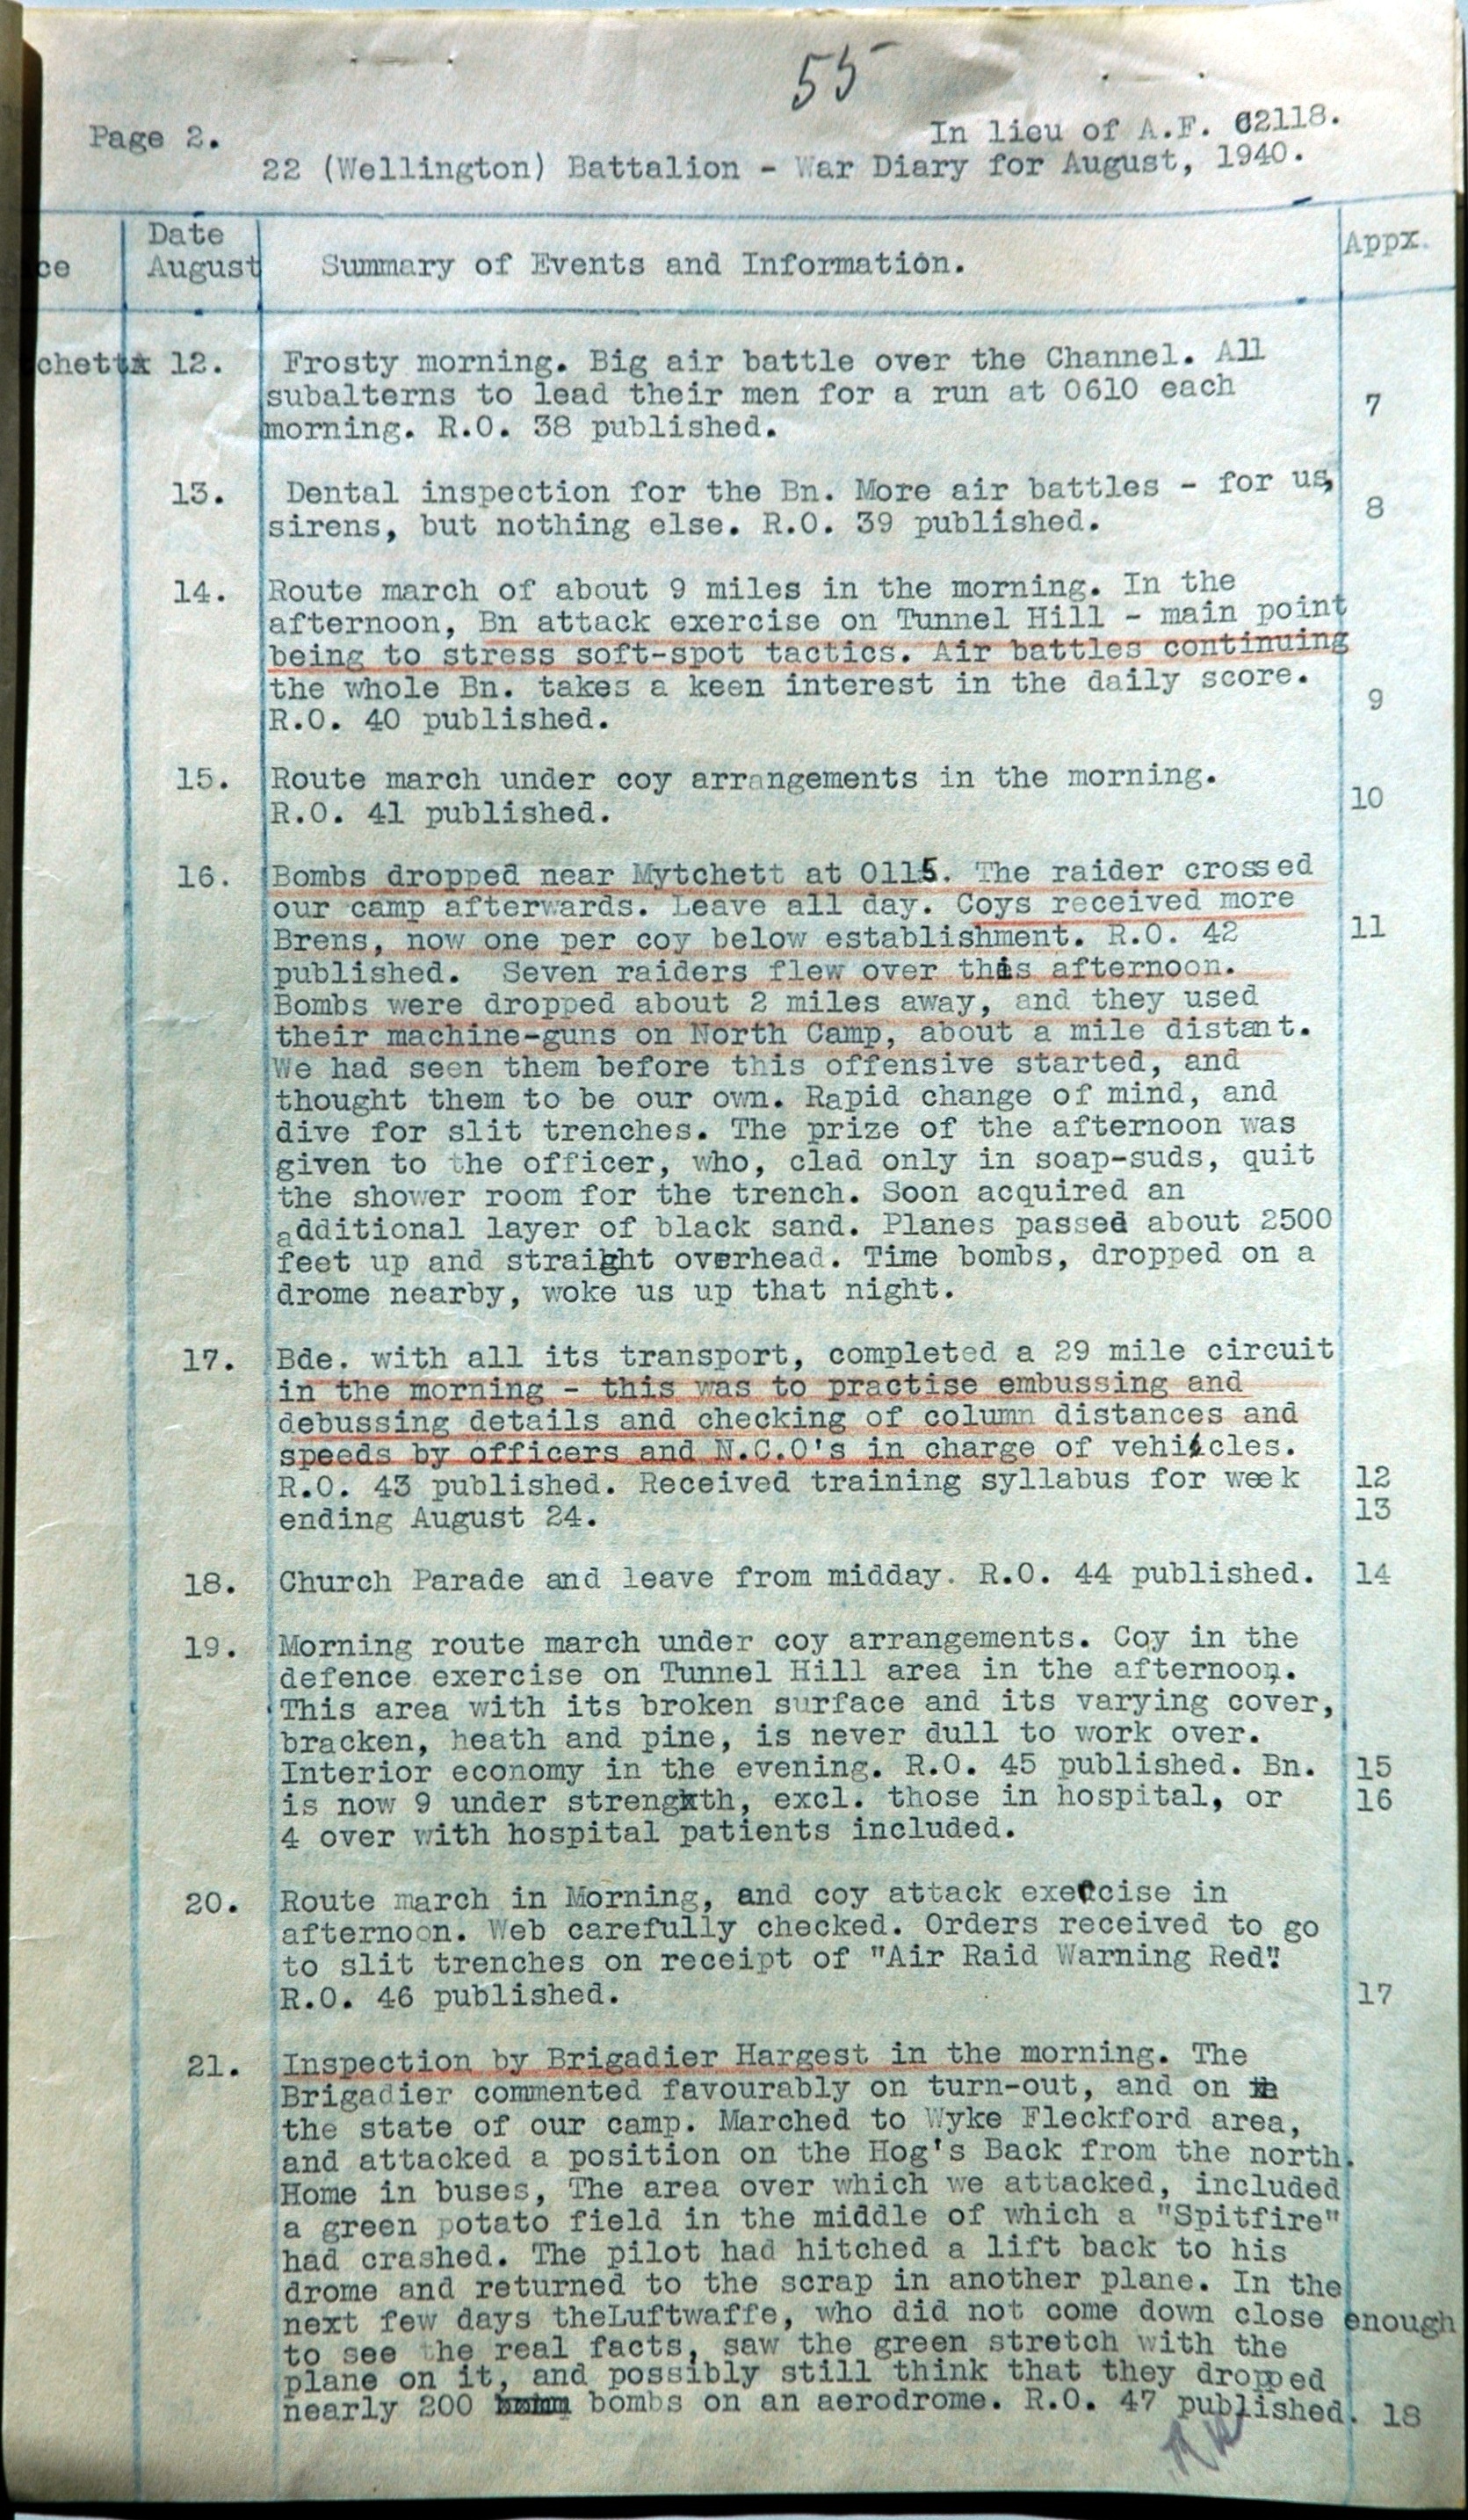 55
Page 2.
In lieu of A.F. C2118.
22 (Wellington) Battalion - War Diary for August, 1940.
ce Date August Summary of Events and Information. Appx.
chett 12. Frosty morning. Big air battle over the Channel. All
subalterns to lead their men for a run at 0610 each 7
morning. R.O. 38 published.
13. Dental inspection for the Bn. More air battles - for us,
sirens, but nothing else. R.O. 39 published. 8
14. Route march of about 9 miles in the morning. In the
afternoon, Bn attack exercise on Tunnel Hill - main point
being to stress soft-spot tactics. Air battles continuing
the whole Bn. takes a keen interest in the daily score. 9
R.O. 40 published.
15. Route march under coy arrangements in the morning.
R.O. 41 published. 10
16. Bombs dropped near Mytchett at 0115. The raider crossed
our camp afterwards. Leave all day. Coys received more
Brens, now one per coy below establishment. R.O. 42 11
published. Seven raiders flew over this afternoon.
Bombs were dropped about 2 miles away, and they used
their machine-guns on North Camp, about a mile distant.
We had seen them before this offensive started, and
thought them to be our own. Rapid change of mind, and
dive for slit trenches. The prize of the afternoon was
given to the officer, who, clad only in soap-suds, quit
the shower room for the trench. Soon acquired an
additional layer of black sand. Planes passed about 2500
feet up and straight overhead. Time bombs, dropped on a
drome nearby, woke us up that night.
17. Bde. with all its transport, completed a 29 mile circuit
in the morning - this was to practise embussing and
debussing details and checking of column distances and
speeds by officers and N.C.O's in charge of vehicles.
R.O. 43 published. Received training syllabus for week 12
ending August 24. 13
18. Church Parade and leave from midday. R.O. 44 published. 14
19. Morning route march under coy arrangements. Coy in the
defence exercise on Tunnel Hill area in the afternoon.
This area with its broken surface and its varying cover,
bracken, heath and pine, is never dull to work over.
Interior economy in the evening. R.O. 45 published. Bn. 15
is now 9 under strengxth, excl. those in hospital, or 16
4 over with hospital patients included.
20. Route march in Morning, and coy attack exercise in
afternoon. Web carefully checked. Orders received to go
to slit trenches on receipt of "Air Raid Warning Red".
R.O. 46 published. 17
21. Inspection by Brigadier Hargest in the morning. The
Brigadier commented favourably on turn-out, and on
the state of our camp. Marched to Wyke Fleckford area,
and attacked a position on the Hog's Back from the north.
Home in buses, The area over which we attacked, included
a green potato field in the middle of which a "Spitfire"
had crashed. The pilot had hitched a lift back to his
drome and returned to the scrap in another plane. In the
next few days theLuftwaffe, who did not come down close enough
to see the real facts, saw the green stretch with the
plane on it, and possibly still think that they dropped
nearly 200 bombs on an aerodrome. R.O. 47 published. 18